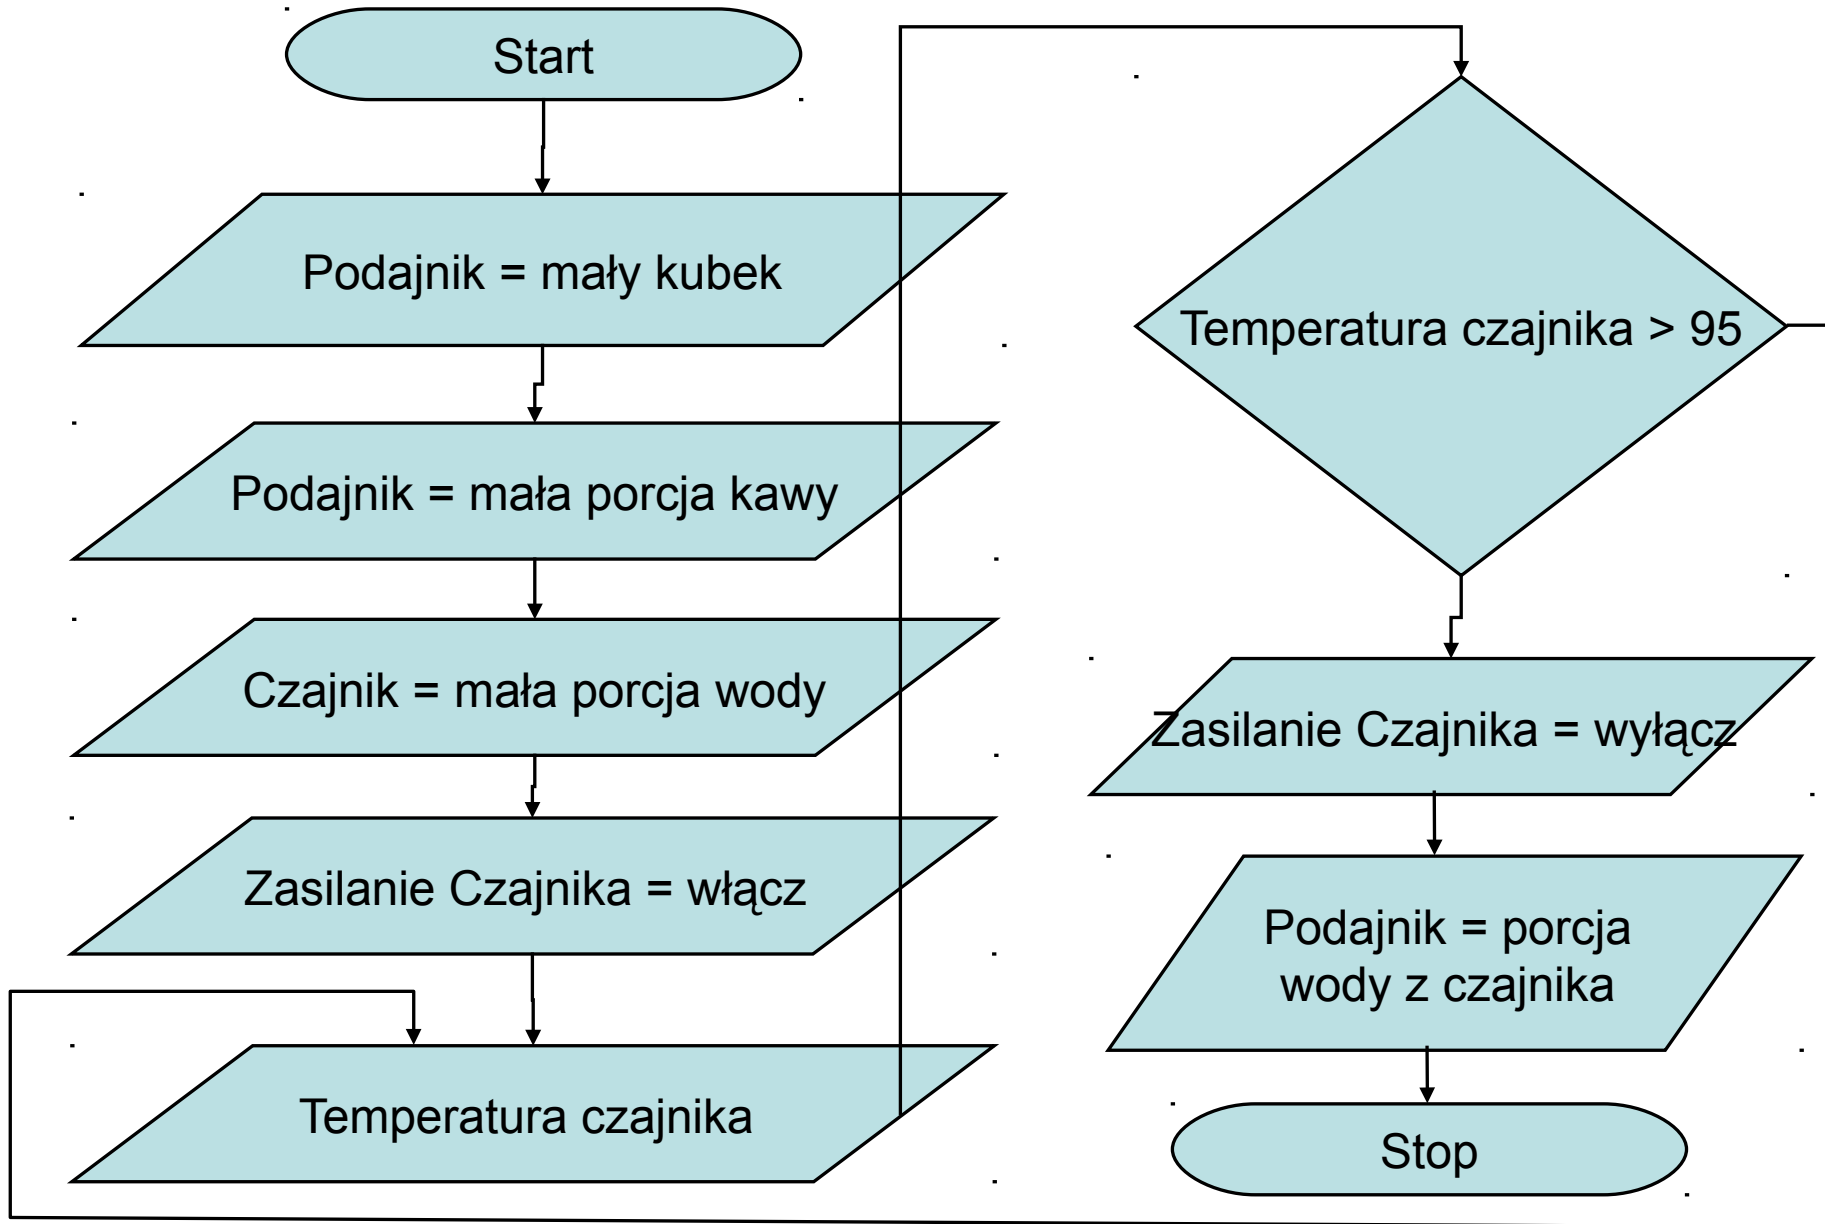 Start
Podajnik = mały kubek
Podajnik = mała porcja kawy
Czajnik = mała porcja wody
Zasilanie Czajnika = włącz
Temperatura czajnika
Temperatura czajnika > 95
Zasilanie Czajnika = wyłącz
Podajnik = porcja
wody z czajnika
Stop